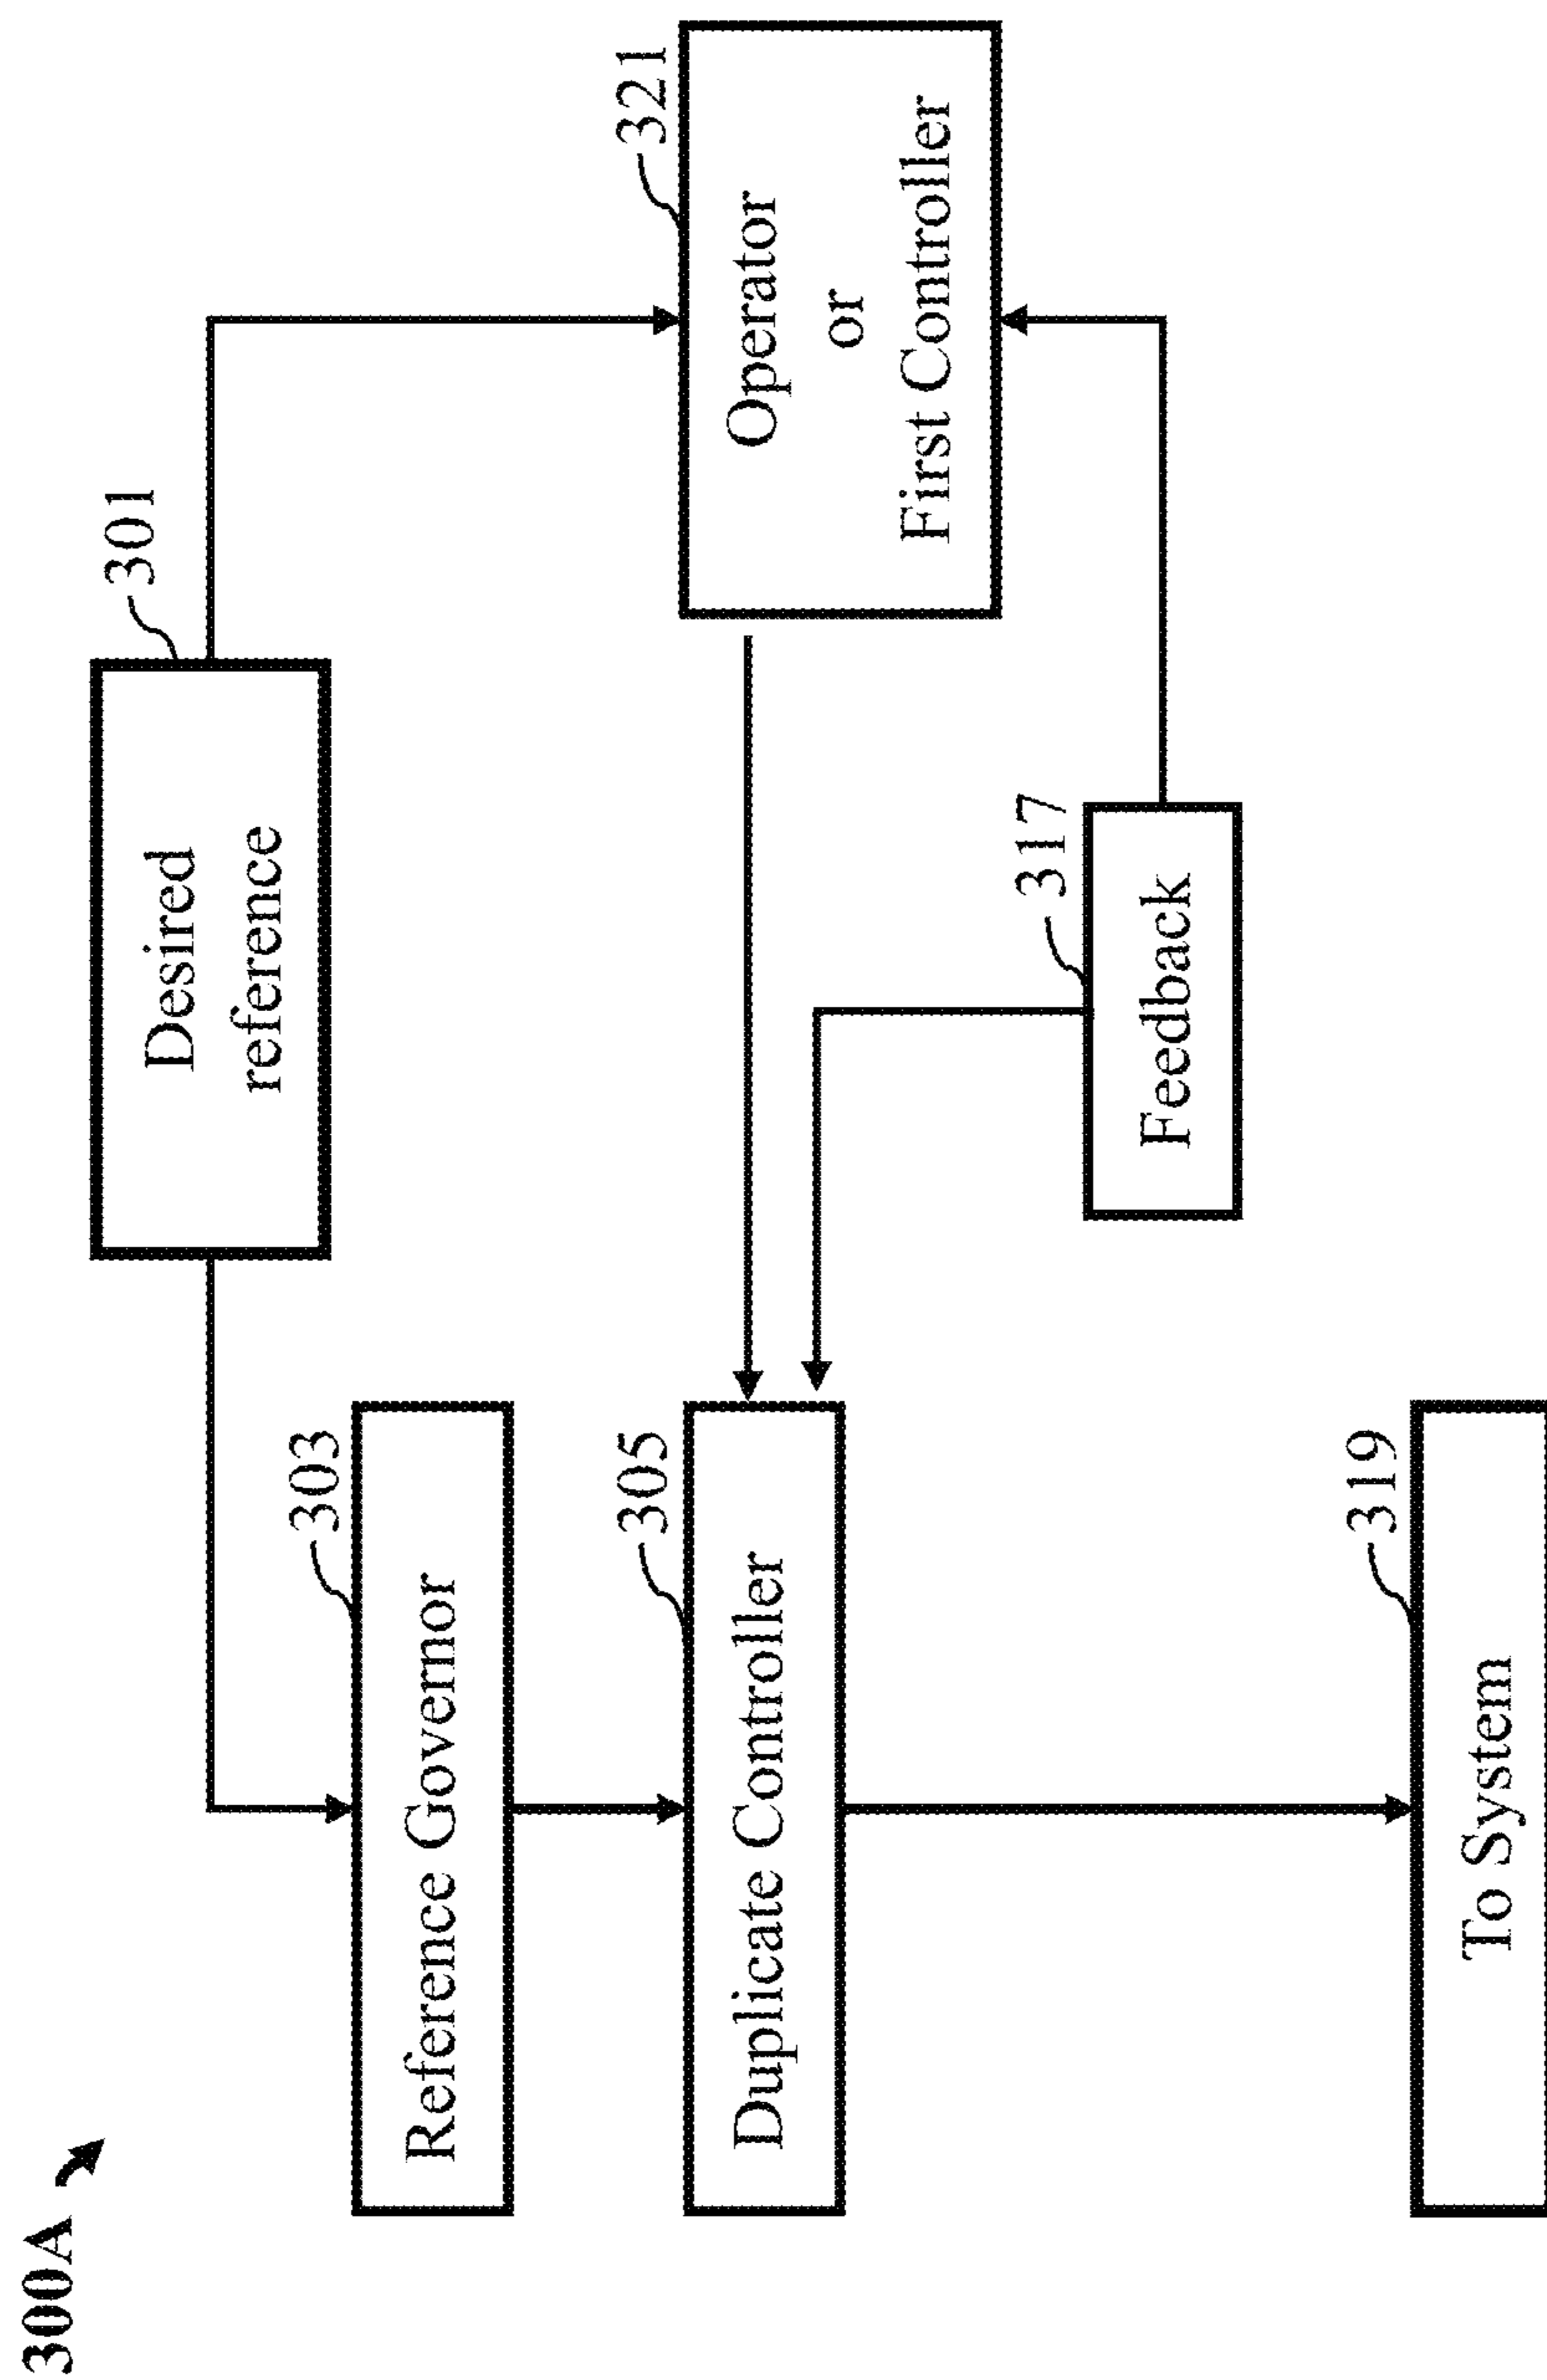 300A
301
Desired
reference
303
Reference Governor
305
Duplicate Controller
321
Operator
or
First Controller
317
Feedback
319
To System